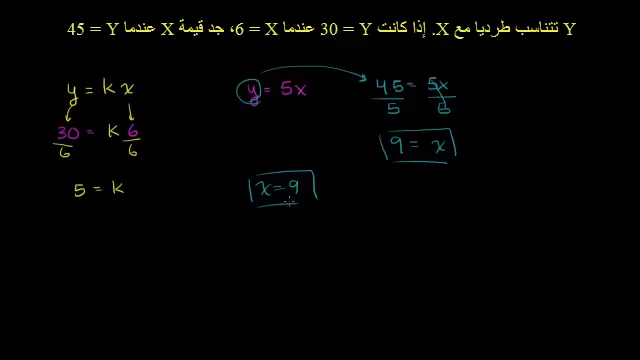 Y تتناسب طرديا مع X. إذا كانت Y = 30 عندما X = 6، جد قيمة X عندما Y = 45
y = k x
30 = k 6
6 6
5 = k
y = 5x
x = 9
45 = 5x
5 5
9 = x